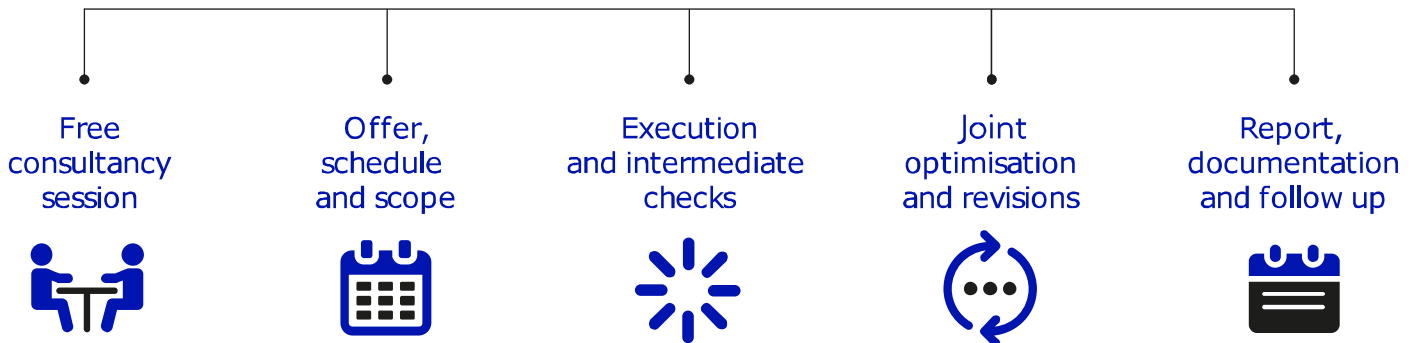 Free
consultancy
session
Offer,
schedule
and scope
Execution
and intermediate
checks
Joint
optimisation
and revisions
Report,
documentation
and follow up